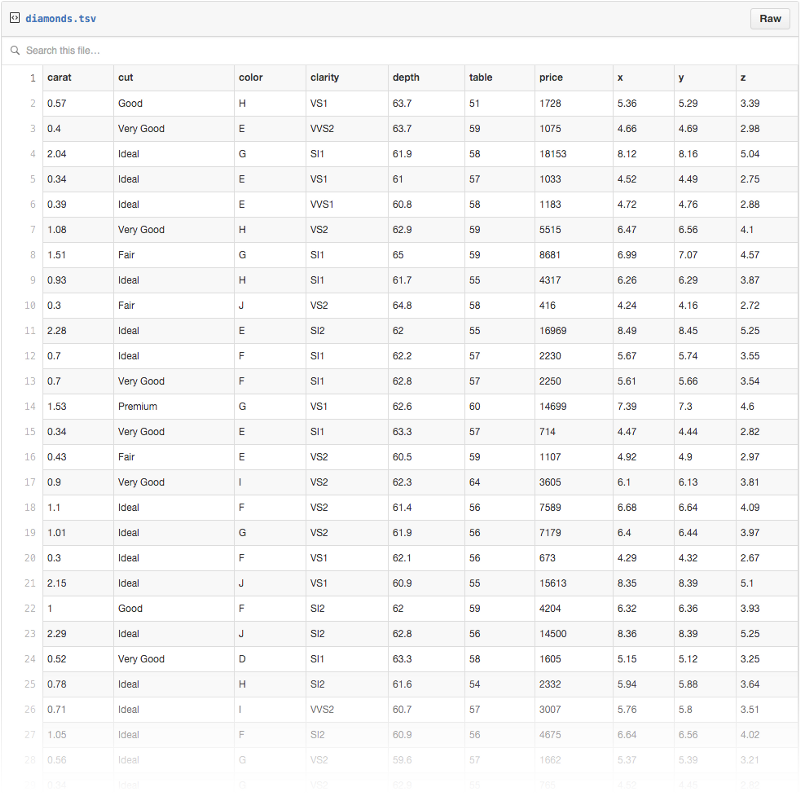 diamonds.tsv Raw
Search this file…
1 carat cut color clarity depth table price x y z
2 0.57 Good H VS1 63.7 51 1728 5.36 5.29 3.39
3 0.4 Very Good E VVS2 63.7 59 1075 4.66 4.69 2.98
4 2.04 Ideal G SI1 61.9 58 18153 8.12 8.16 5.04
5 0.34 Ideal E VS1 61 57 1033 4.52 4.49 2.75
6 0.39 Ideal E VVS1 60.8 58 1183 4.72 4.76 2.88
7 1.08 Very Good H VS2 62.9 59 5515 6.47 6.56 4.1
8 1.51 Fair G SI1 65 59 8681 6.99 7.07 4.57
9 0.93 Ideal H SI1 61.7 55 4317 6.26 6.29 3.87
10 0.3 Fair J VS2 64.8 58 416 4.24 4.16 2.72
11 2.28 Ideal E SI2 62 55 16969 8.49 8.45 5.25
12 0.7 Ideal F SI1 62.2 57 2230 5.67 5.74 3.55
13 0.7 Very Good F SI1 62.8 57 2250 5.61 5.66 3.54
14 1.53 Premium G VS1 62.6 60 14699 7.39 7.3 4.6
15 0.34 Very Good E SI1 63.3 57 714 4.47 4.44 2.82
16 0.43 Fair E VS2 60.5 59 1107 4.92 4.9 2.97
17 0.9 Very Good I VS2 62.3 64 3605 6.1 6.13 3.81
18 1.1 Ideal F VS2 61.4 56 7589 6.68 6.64 4.09
19 1.01 Ideal G VS2 61.9 56 7179 6.4 6.44 3.97
20 0.3 Ideal F VS1 62.1 56 673 4.29 4.32 2.67
21 2.15 Ideal J VS1 60.9 55 15613 8.35 8.39 5.1
22 1 Good F SI2 62 59 4204 6.32 6.36 3.93
23 2.29 Ideal J SI2 62.8 56 14500 8.36 8.39 5.25
24 0.52 Very Good D SI1 63.3 58 1605 5.15 5.12 3.25
25 0.78 Ideal H SI2 61.6 54 2332 5.94 5.88 3.64
26 0.71 Ideal I VVS2 60.7 57 3007 5.76 5.8 3.51
27 1.05 Ideal F SI2 60.9 56 4675 6.64 6.56 4.02
28 0.56 Ideal G VS2 59.6 57 1662 5.37 5.39 3.21
Ideal G VS2